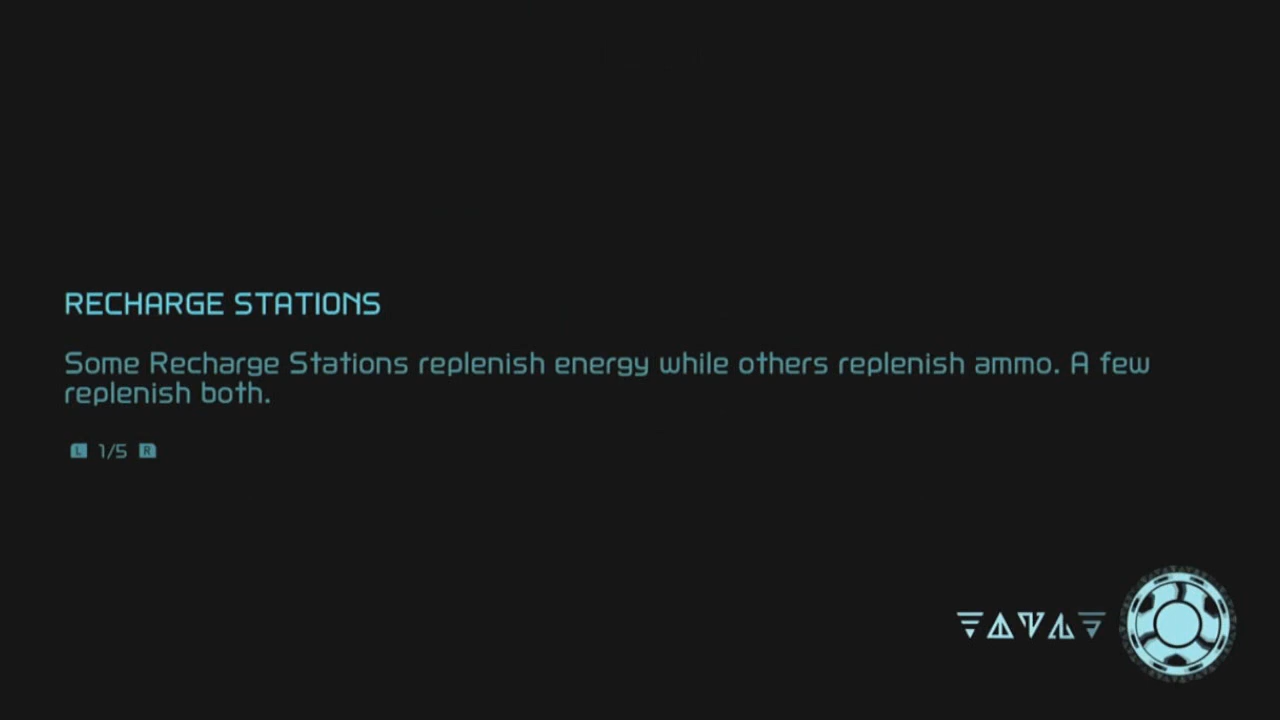 RECHARGE STATIONS
Some Recharge Stations replenish energy while others replenish ammo. A few
replenish both.
L 1/5 R